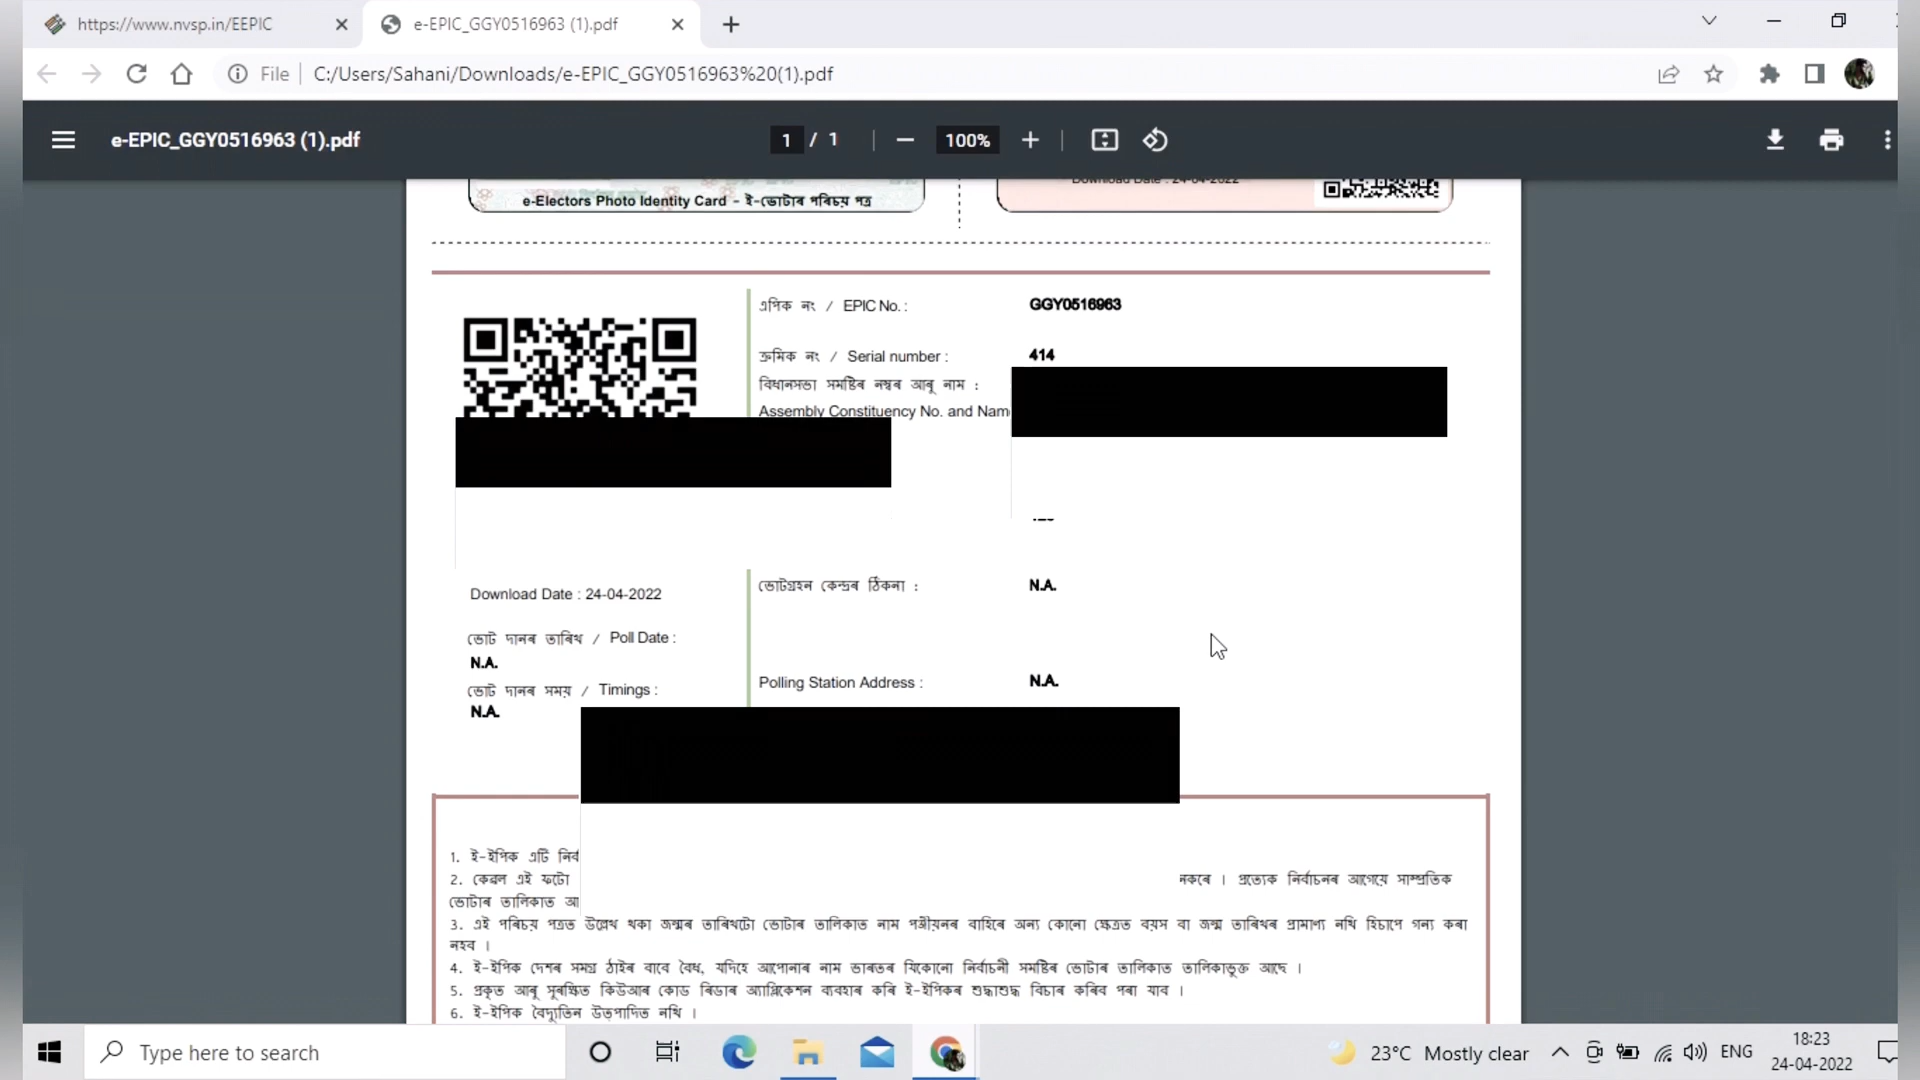 https://www.nvsp.in/EEPIC
e-EPIC_GGY0516963 (1).pdf
File
C:/Users/Sahani/Downloads/e-EPIC_GGY0516963%20(1).pdf
e-EPIC_GGY0516963 (1).pdf
1 / 1
100%
Download Date : 24-04-2022
e-Electors Photo Identity Card - ই-ভোটাৰ পৰিচয় পত্ৰ
এপিক নং / EPIC No. : GGY0516963
ক্ৰমিক নং / Serial number : 414
বিধানসভা সমষ্টিৰ নম্বৰ আৰু নাম :
Assembly Constituency No. and Nam
Download Date : 24-04-2022
ভোটগ্ৰহন কেন্দ্ৰৰ ঠিকনা : N.A.
ভোট দানৰ তাৰিখ / Poll Date :
N.A.
ভোট দানৰ সময় / Timings :
N.A.
Polling Station Address : N.A.
1. ই-ইপিক এটি নিৰ্ব
2. কেৱল এই ফটো নকৰে । প্ৰত্যেক নিৰ্বাচনৰ আগেয়ে সাম্প্ৰতিক
ভোটাৰ তালিকাত আ
3. এই পৰিচয় পত্ৰত উল্লেখ থকা জন্মৰ তাৰিখটো ভোটাৰ তালিকাত নাম পঞ্জীয়নৰ বাহিৰে অন্য কোনো ক্ষেত্ৰত বয়স বা জন্ম তাৰিখৰ প্ৰামাণ্য নথি হিচাপে গন্য কৰা
নহব ।
4. ই-ইপিক দেশৰ সমগ্ৰ ঠাইৰ বাবে বৈধ, যদিহে আপোনাৰ নাম ভাৰতৰ যিকোনো নিৰ্বাচনী সমষ্টিৰ ভোটাৰ তালিকাত তালিকাভুক্ত আছে ।
5. প্ৰকৃত আৰু সুৰক্ষিত কিউআৰ কোড ৰিডাৰ অ্যাপ্লিকেশন ব্যৱহাৰ কৰি ই-ইপিকৰ শুদ্ধাশুদ্ধ বিচাৰ কৰিব পৰা যাব ।
6. ই-ইপিক বৈদ্যুতিন উত্পাদিত নথি ।
Type here to search
23°C Mostly clear
ENG
18:23
24-04-2022